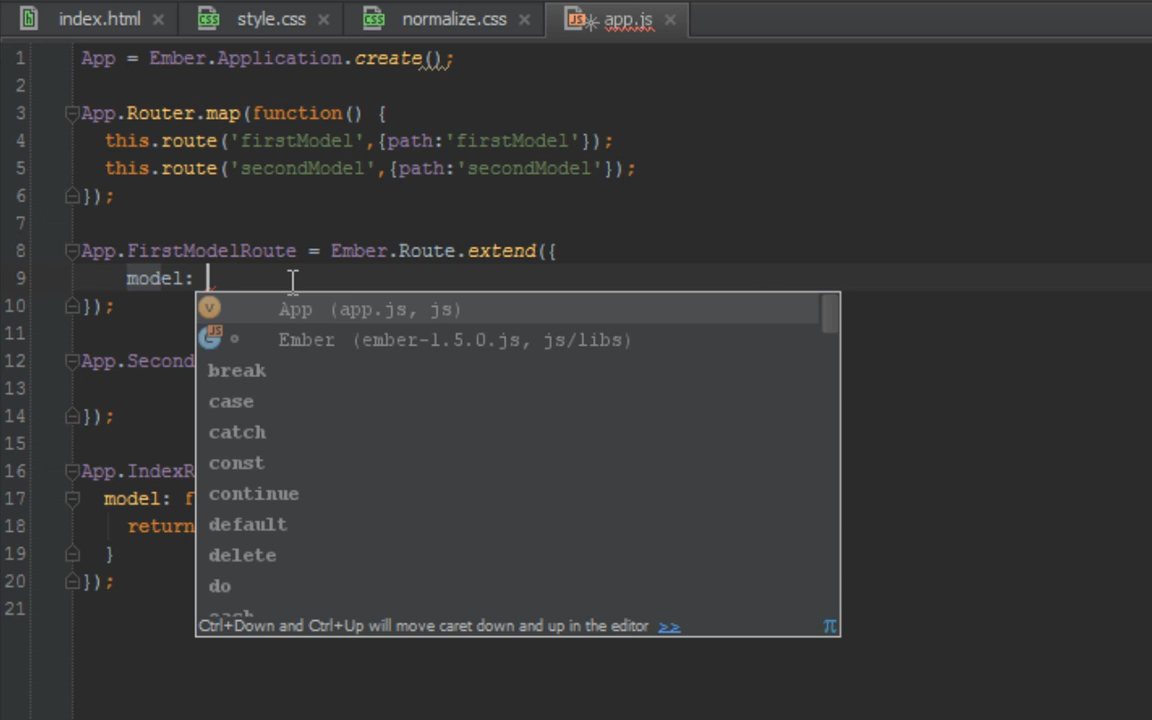 index.html style.css normalize.css app.js
1 App = Ember.Application.create();
2
3 App.Router.map(function() {
4 this.route('firstModel',{path:'firstModel'});
5 this.route('secondModel',{path:'secondModel'});
6 });
7
8 App.FirstModelRoute = Ember.Route.extend({
9 model:
10 });
App (app.js, js)
11
Ember (ember-1.5.0.js, js/libs)
12 App.Second
break
13
case
14 });
catch
15
const
16 App.IndexR
17 model: f
continue
18 return
default
19 }
delete
20 });
do
21
Ctrl+Down and Ctrl+Up will move caret down and up in the editor >> π